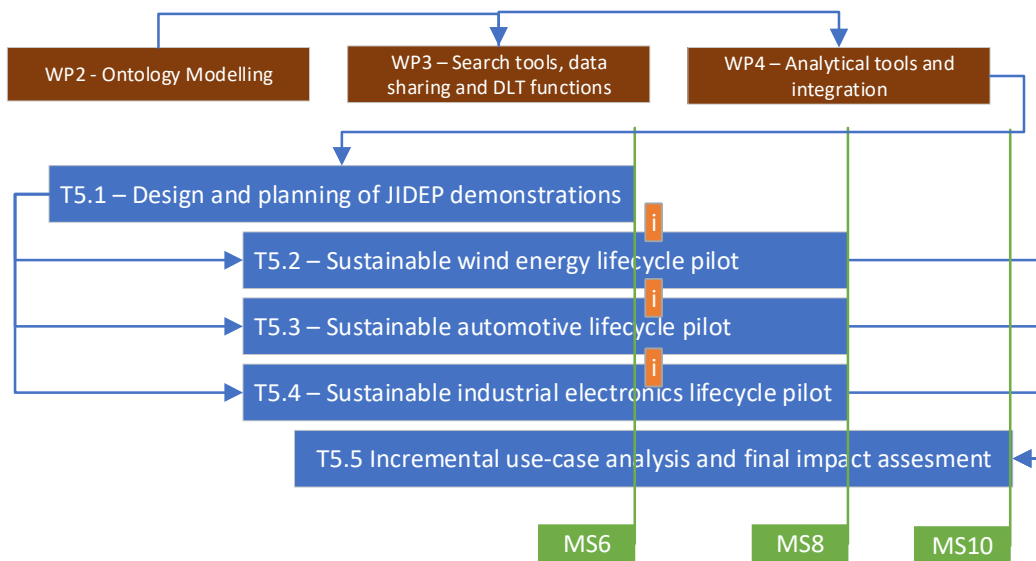 WP2 - Ontology Modelling
WP3 – Search tools, data
sharing and DLT functions
WP4 – Analytical tools and
integration
T5.1 – Design and planning of JIDEP demonstrations
i
T5.2 – Sustainable wind energy lifecycle pilot
i
T5.3 – Sustainable automotive lifecycle pilot
i
T5.4 – Sustainable industrial electronics lifecycle pilot
T5.5 Incremental use-case analysis and final impact assesment
MS6
MS8
MS10